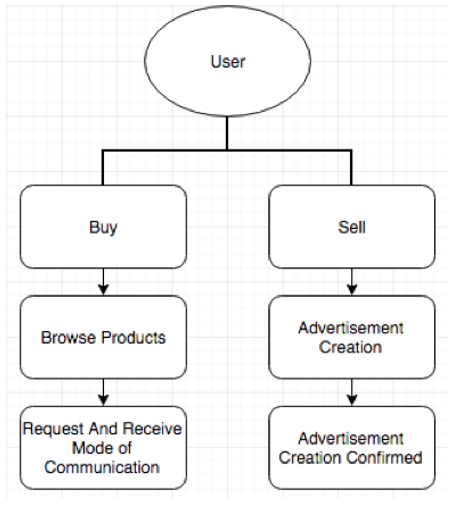 User
Buy
Sell
Browse Products
Advertisement
Creation
Request And Receive
Mode of
Communication
Advertisement
Creation Confirmed